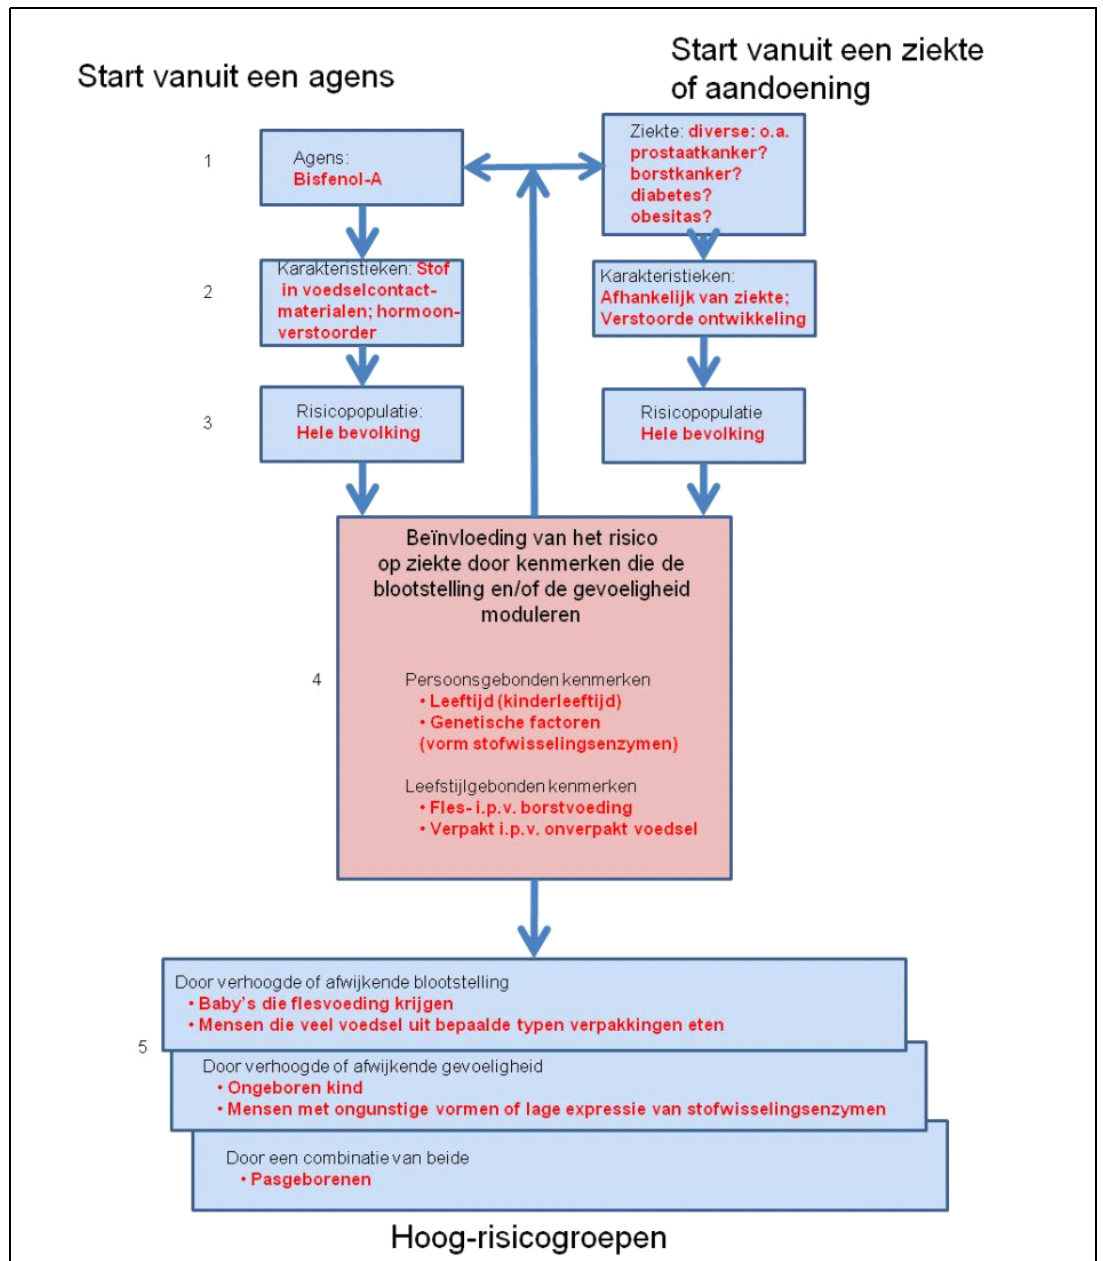 Start vanuit een agens
Start vanuit een ziekte
of aandoening
1
Agens:
Bisfenol-A
Ziekte: diverse: o.a.
prostaatkanker?
borstkanker?
diabetes?
obesitas?
2
Karakteristieken: Stof
in voedselcontact-
materialen; hormoon-
verstoorder
Karakteristieken:
Afhankelijk van ziekte;
Verstoorde ontwikkeling
3
Risicopopulatie:
Hele bevolking
Risicopopulatie
Hele bevolking
Beïnvloeding van het risico
op ziekte door kenmerken die de
blootstelling en/of de gevoeligheid
moduleren
4
Persoonsgebonden kenmerken
• Leeftijd (kinderleeftijd)
• Genetische factoren
(vorm stofwisselingsenzymen)
Leefstijlgebonden kenmerken
• Fles- i.p.v. borstvoeding
• Verpakt i.p.v. onverpakt voedsel
Door verhoogde of afwijkende blootstelling
• Baby's die flesvoeding krijgen
• Mensen die veel voedsel uit bepaalde typen verpakkingen eten
5
Door verhoogde of afwijkende gevoeligheid
• Ongeboren kind
• Mensen met ongunstige vormen of lage expressie van stofwisselingsenzymen
Door een combinatie van beide
• Pasgeborenen
Hoog-risicogroepen